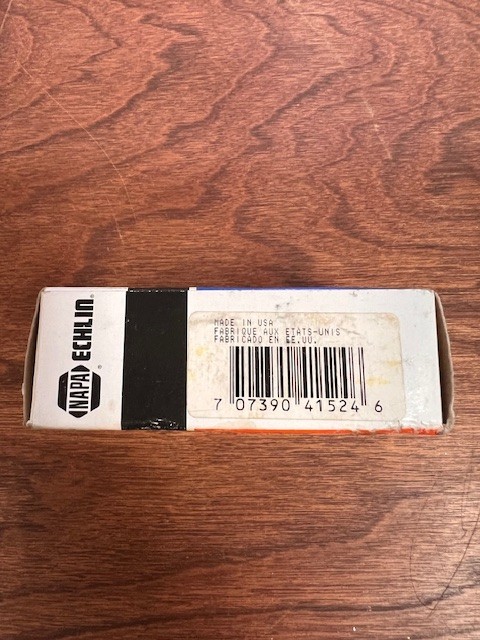 NAPA ECHLIN®
MADE IN USA
FABRIQUE AUX ETATS-UNIS
FABRICADO EN EE.UU.
7 07390 41524 6